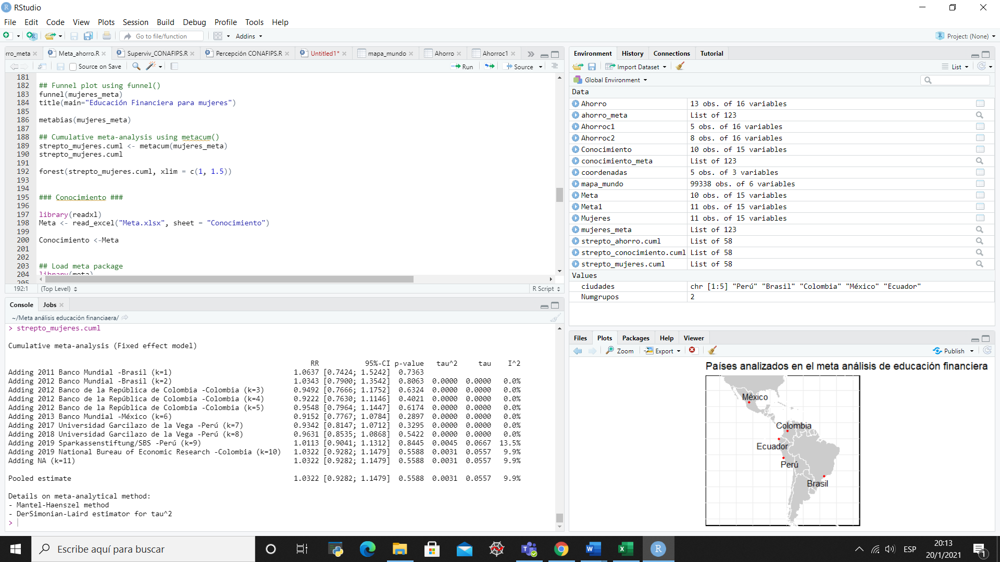 RStudio
File Edit Code View Plots Session Build Debug Profile Tools Help
Go to file/function Addins Project: (None)
rro_meta Meta_ahorro.R Superviv_CONAFIPS.R Percepción CONAFIPS.R Untitled1* mapa_mundo Ahorro Ahorroc1
Source on Save Run Source
181
182 ## Funnel plot using funnel()
183 funnel(mujeres_meta)
184 title(main="Educación Financiera para mujeres")
185
186 metabias(mujeres_meta)
187
188 ## Cumulative meta-analysis using metacum()
189 strepto_mujeres.cuml <- metacum(mujeres_meta)
190 strepto_mujeres.cuml
191
192 forest(strepto_mujeres.cuml, xlim = c(1, 1.5))
193
194
195 ### Conocimiento ###
196
197 library(readxl)
198 Meta <- read_excel("Meta.xlsx", sheet = "Conocimiento")
199
200 Conocimiento <-Meta
201
202
203 ## Load meta package
204 library(meta)
205
192:1 (Top Level) R Script
Console Jobs
~/Meta análisis educación financiaera/
> strepto_mujeres.cuml
Cumulative meta-analysis (Fixed effect model)
RR 95%-CI p-value tau^2 tau I^2
Adding 2011 Banco Mundial -Brasil (k=1) 1.0637 [0.7424; 1.5242] 0.7363
Adding 2012 Banco Mundial -Brasil (k=2) 1.0343 [0.7900; 1.3542] 0.8063 0.0000 0.0000 0.0%
Adding 2012 Banco de la República de Colombia -Colombia (k=3) 0.9492 [0.7666; 1.1752] 0.6324 0.0000 0.0000 0.0%
Adding 2012 Banco de la República de Colombia -Colombia (k=4) 0.9222 [0.7630; 1.1146] 0.4021 0.0000 0.0000 0.0%
Adding 2012 Banco de la República de Colombia -Colombia (k=5) 0.9548 [0.7964; 1.1447] 0.6174 0.0000 0.0000 0.0%
Adding 2013 Banco Mundial -México (k=6) 0.9152 [0.7767; 1.0784] 0.2897 0.0000 0.0000 0.0%
Adding 2017 Universidad Garcilazo de la Vega -Perú (k=7) 0.9342 [0.8147; 1.0712] 0.3295 0.0000 0.0000 0.0%
Adding 2018 Universidad Garcilazo de la Vega -Perú (k=8) 0.9631 [0.8535; 1.0868] 0.5422 0.0000 0.0000 0.0%
Adding 2019 Sparkassenstiftung/SBS -Perú (k=9) 1.0113 [0.9041; 1.1312] 0.8445 0.0045 0.0667 13.5%
Adding 2019 National Bureau of Economic Research -Colombia (k=10) 1.0322 [0.9282; 1.1479] 0.5588 0.0031 0.0557 9.9%
Adding NA (k=11) 1.0322 [0.9282; 1.1479] 0.5588 0.0031 0.0557 9.9%
Pooled estimate 1.0322 [0.9282; 1.1479] 0.5588 0.0031 0.0557 9.9%
Details on meta-analytical method:
- Mantel-Haenszel method
- DerSimonian-Laird estimator for tau^2
>
Environment History Connections Tutorial
Import Dataset List
Global Environment
Data
Ahorro 13 obs. of 16 variables
ahorro_meta List of 123
Ahorroc1 5 obs. of 16 variables
Ahorroc2 8 obs. of 16 variables
Conocimiento 10 obs. of 15 variables
conocimiento_meta List of 123
coordenadas 5 obs. of 3 variables
mapa_mundo 99338 obs. of 6 variables
Meta 10 obs. of 15 variables
Meta1 11 obs. of 15 variables
Mujeres 11 obs. of 15 variables
mujeres_meta List of 123
strepto_ahorro.cuml List of 58
strepto_conocimiento.cuml List of 58
strepto_mujeres.cuml List of 58
Values
ciudades chr [1:5] "Perú" "Brasil" "Colombia" "México" "Ecuador"
Numgrupos 2
Files Plots Packages Help Viewer
Zoom Export Publish
Países analizados en el meta análisis de educación financiera
México
Colombia
Ecuador
Perú
Brasil
Escribe aquí para buscar
ESP
20:13
20/1/2021
1